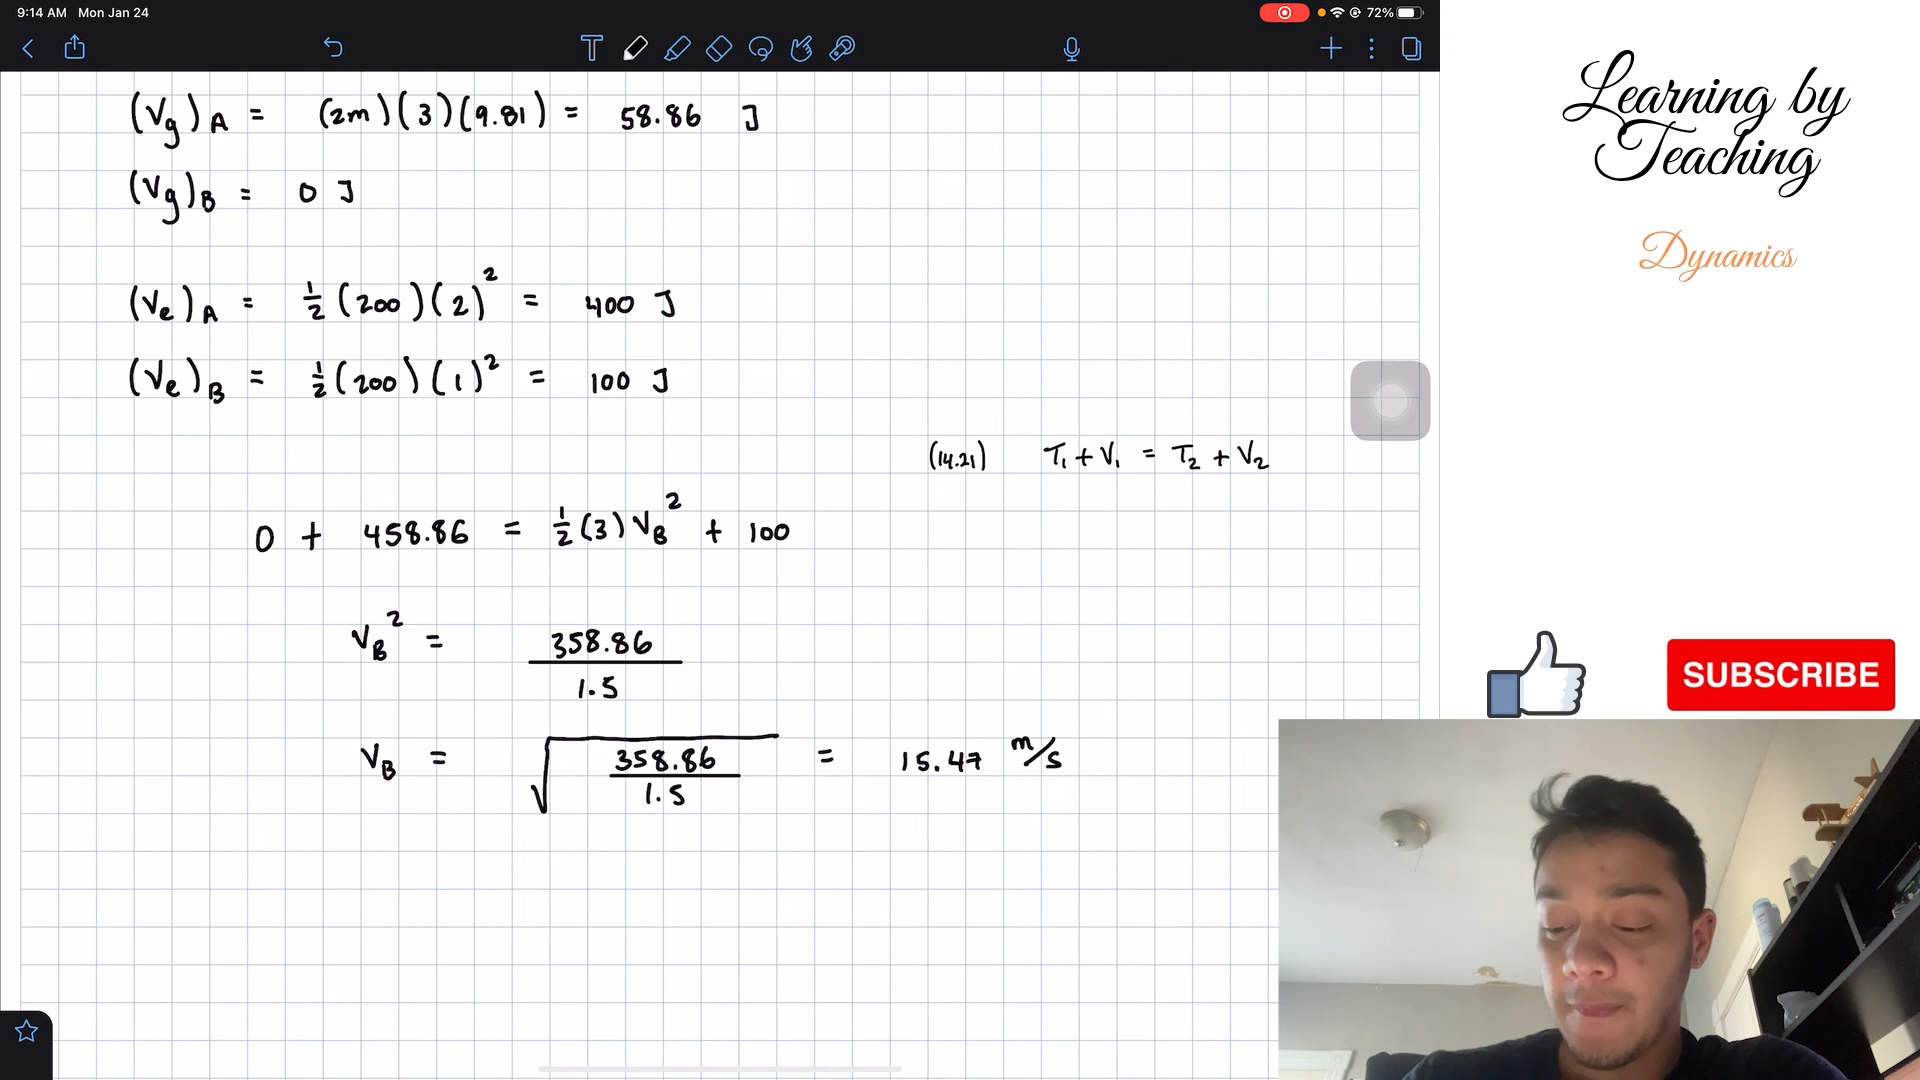 9:14 AM Mon Jan 24
72%
(Vg)A = (2m)(3)(9.81) = 58.86 J
(Vg)B = 0 J
(Ve)A = 1/2 (200)(2)² = 400 J
(Ve)B = 1/2 (200)(1)² = 100 J
(14.21) T₁ + V₁ = T₂ + V₂
0 + 458.86 = 1/2 (3) VB² + 100
VB² = 358.86 / 1.5
VB = √(358.86 / 1.5) = 15.47 m/s
Learning by
Teaching
Dynamics
SUBSCRIBE